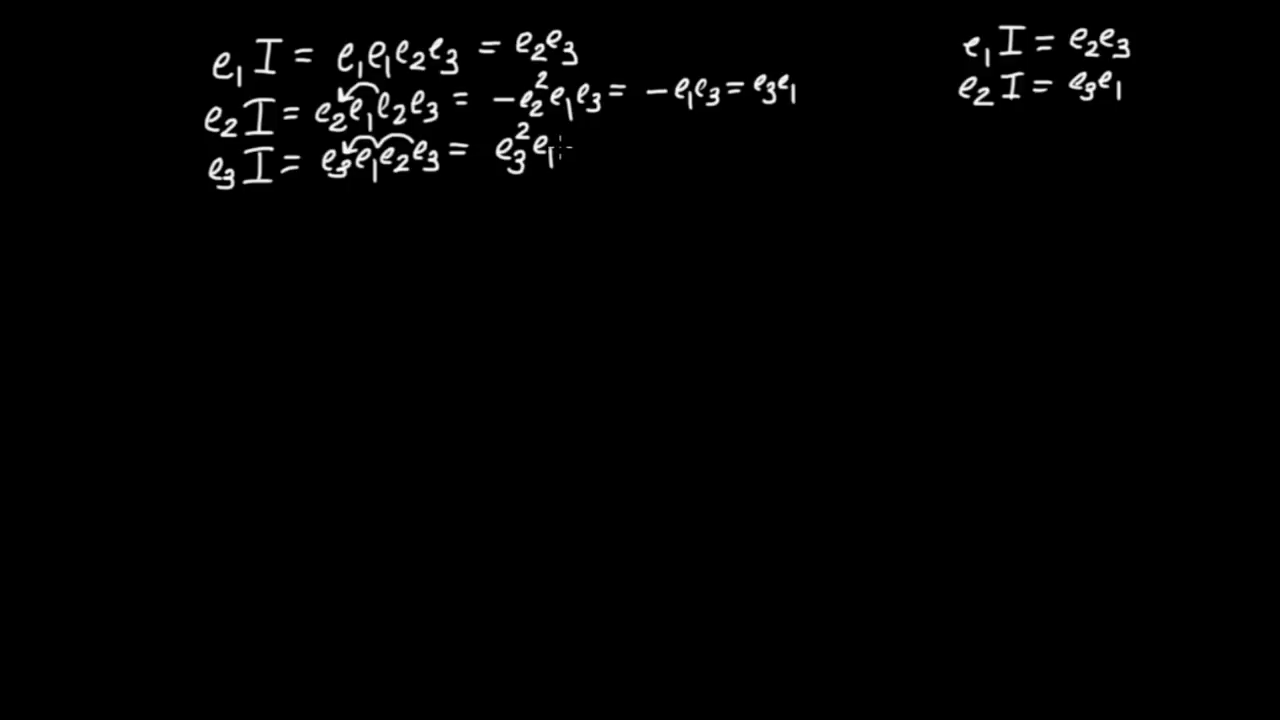 e₁I = e₁e₁e₂e₃ = e₂e₃
e₂I = e₂e₁e₂e₃ = -e₂²e₁e₃ = -e₁e₃ = e₃e₁
e₃I = e₃e₁e₂e₃ = e₃²e₁
e₁I = e₂e₃
e₂I = e₃e₁